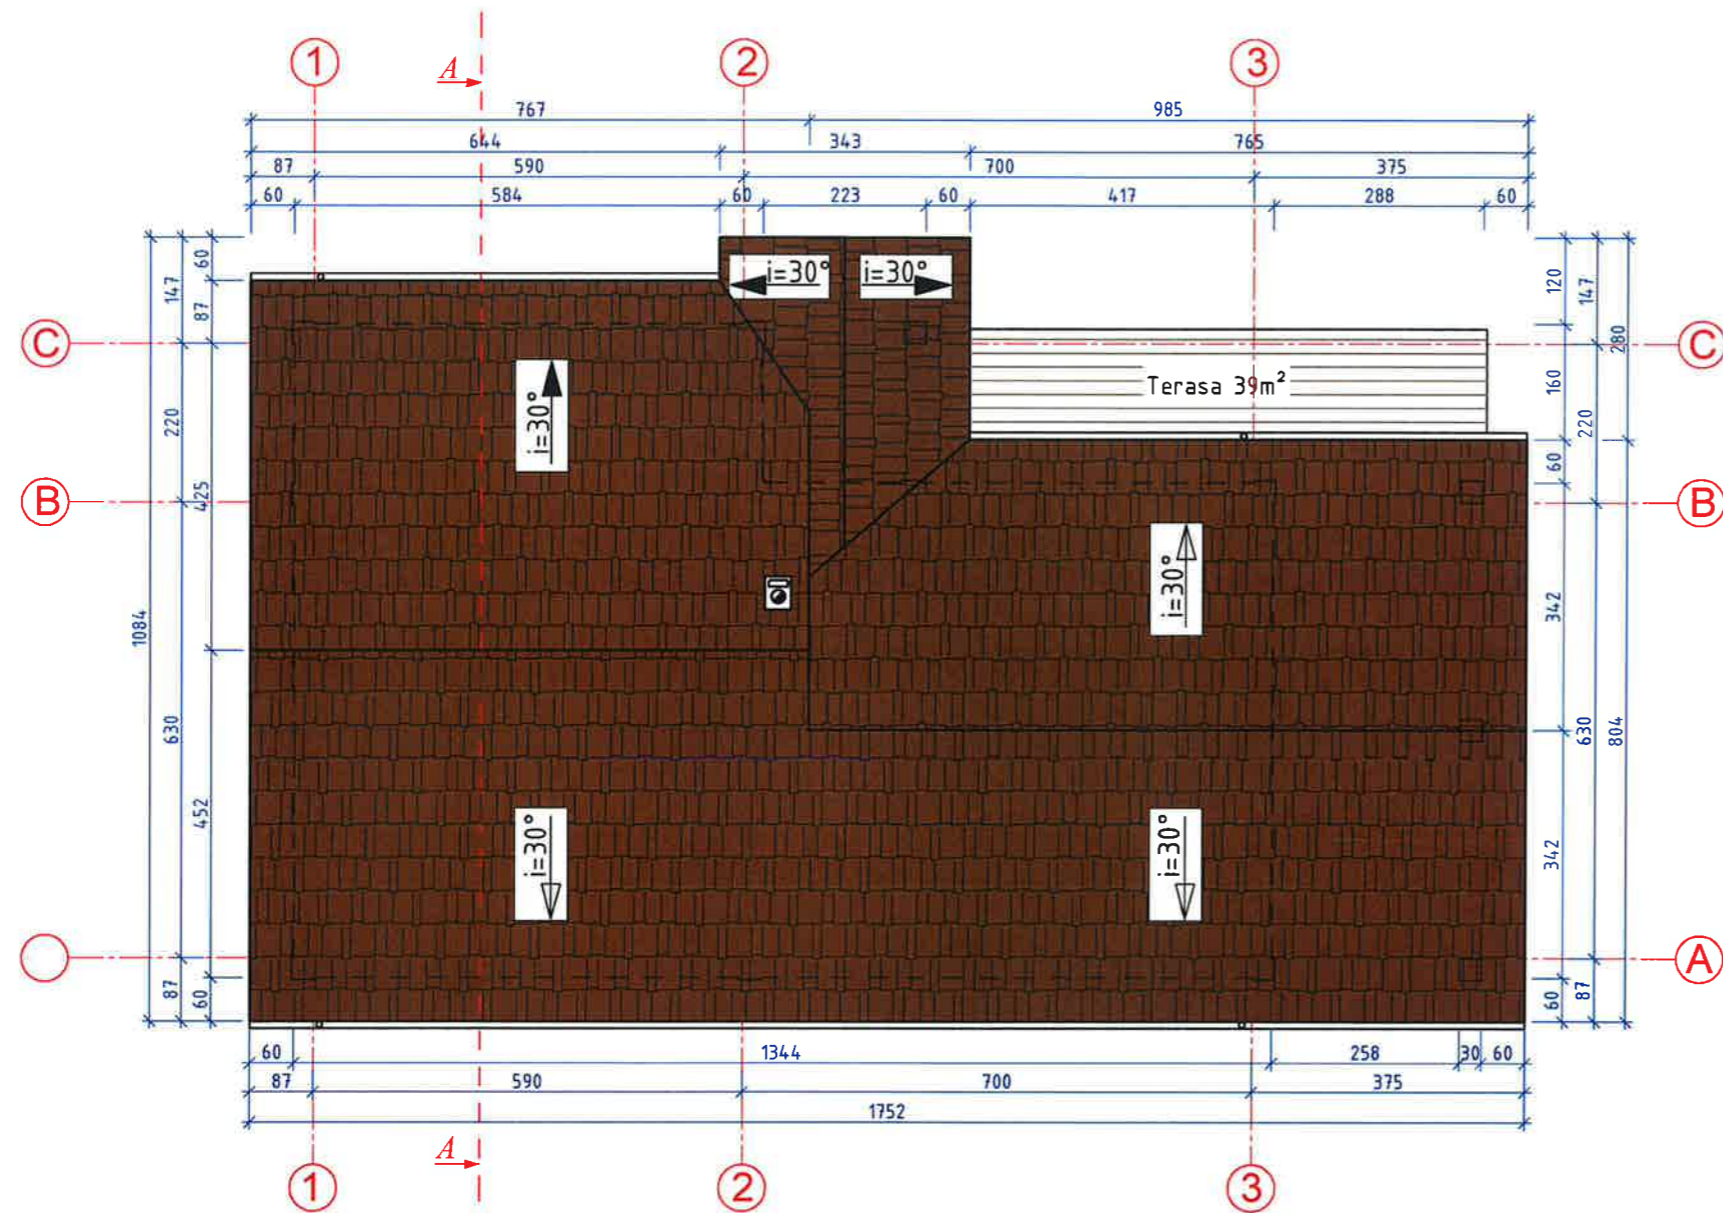 1 2 3
A
767 985
644 343 765
87 590 700 375
60 584 60 223 60 417 288 60
i=30° i=30°
1084
147 220 630 87
60 87 425 452 60
C C
B B
A
i=30°
i=30°
i=30°
i=30°
Terasa 39m²
120 160 60 342 342 60
147 220 630 87
280 804
60 1344 258 30 60
87 590 700 375
1752
A
1 2 3